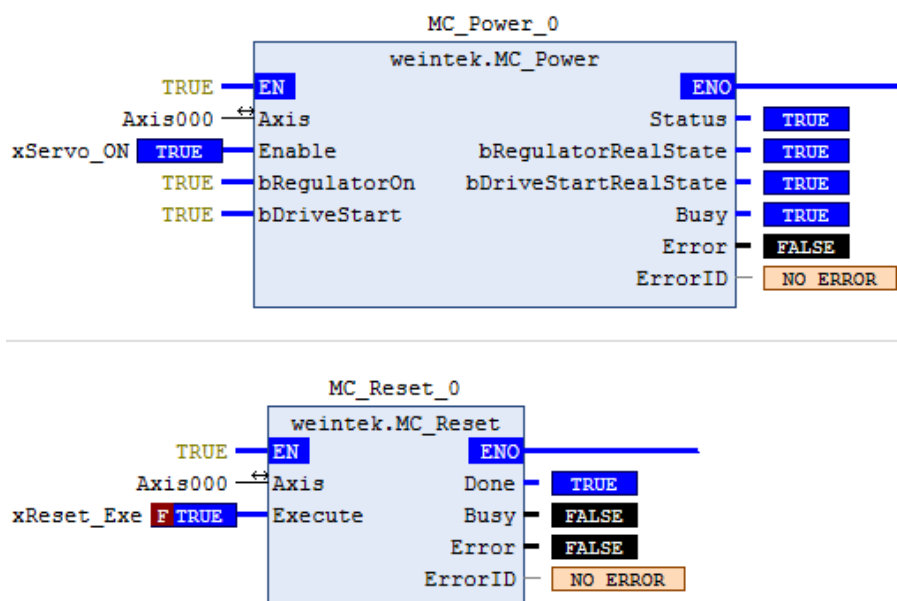 MC_Power_0
weintek.MC_Power
TRUE EN ENO
Axis000 Axis Status TRUE
xServo_ON TRUE Enable bRegulatorRealState TRUE
TRUE bRegulatorOn bDriveStartRealState TRUE
TRUE bDriveStart Busy TRUE
Error FALSE
ErrorID NO ERROR
MC_Reset_0
weintek.MC_Reset
TRUE EN ENO
Axis000 Axis Done TRUE
xReset_Exe F TRUE Execute Busy FALSE
Error FALSE
ErrorID NO ERROR